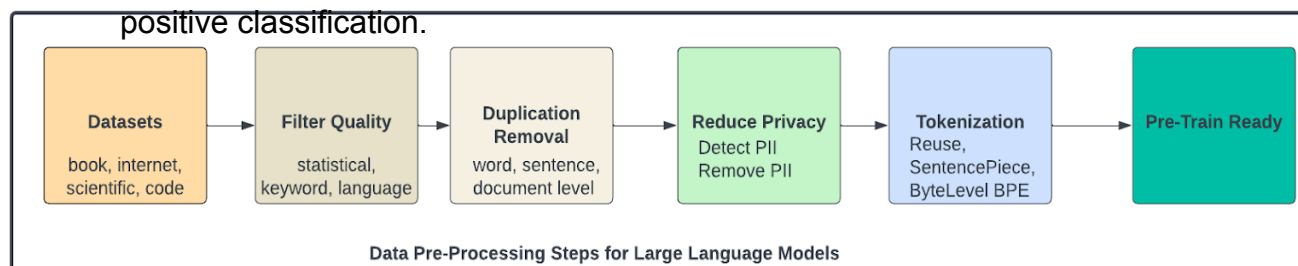 positive classification.
Datasets
book, internet,
scientific, code
Filter Quality
statistical,
keyword, language
Duplication
Removal
word, sentence,
document level
Reduce Privacy
Detect PII
Remove PII
Tokenization
Reuse,
SentencePiece,
ByteLevel BPE
Pre-Train Ready
Data Pre-Processing Steps for Large Language Models